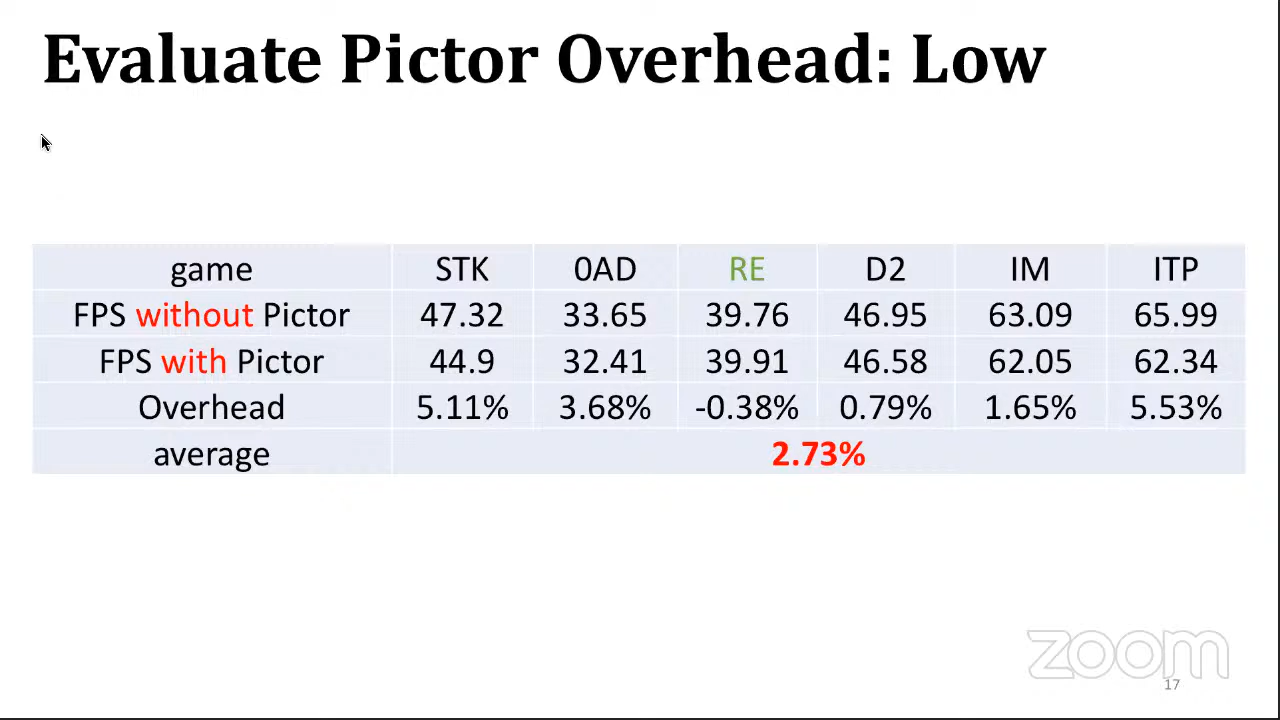 Evaluate Pictor Overhead: Low
game STK 0AD RE D2 IM ITP
FPS without Pictor 47.32 33.65 39.76 46.95 63.09 65.99
FPS with Pictor 44.9 32.41 39.91 46.58 62.05 62.34
Overhead 5.11% 3.68% -0.38% 0.79% 1.65% 5.53%
average 2.73%
zoom
17